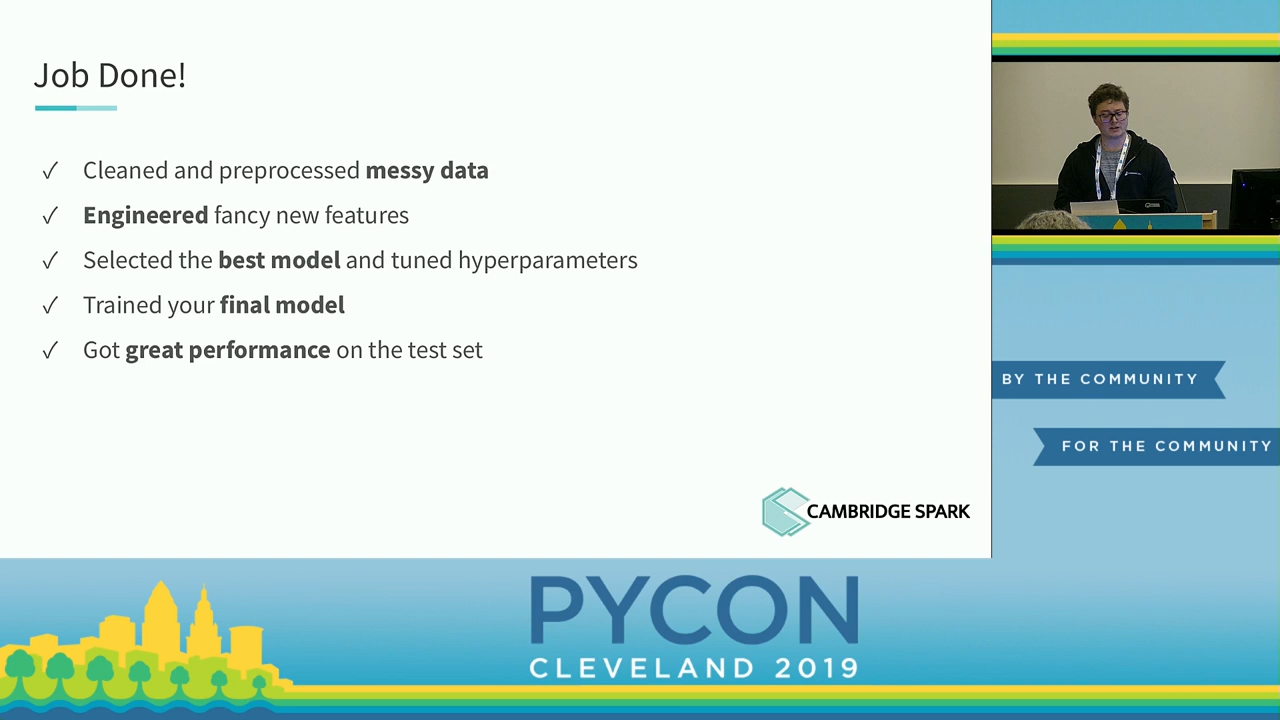 Job Done!
✓ Cleaned and preprocessed messy data
✓ Engineered fancy new features
✓ Selected the best model and tuned hyperparameters
✓ Trained your final model
✓ Got great performance on the test set
CAMBRIDGE SPARK
BY THE COMMUNITY
FOR THE COMMUNITY
PYCON
CLEVELAND 2019